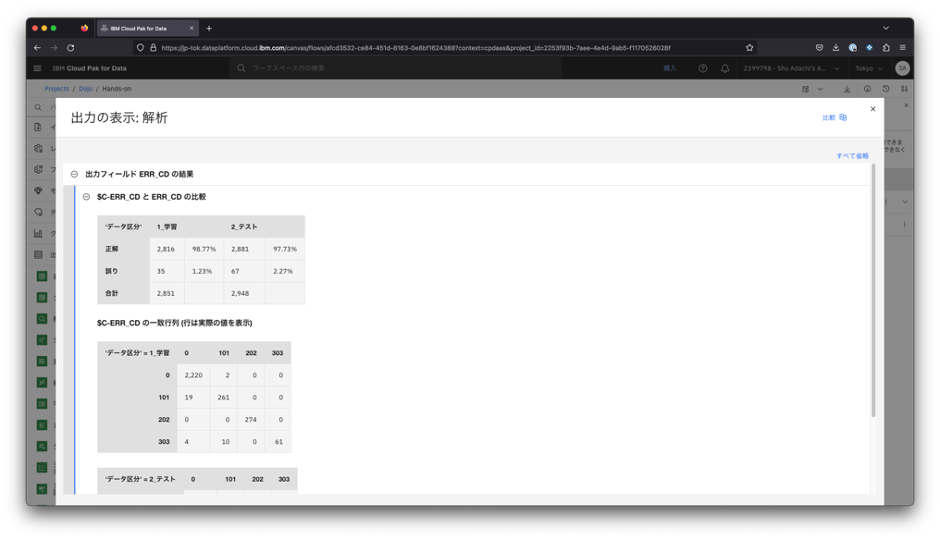 IBM Cloud Pak for Data
https://jp-tok.dataplatform.cloud.ibm.com/canvas/flows/afcd3532-ce84-451d-8163-0e8bf1624388?context=cpdaas&project_id=2253f93b-7aee-4e4d-9ab5-f1170526028f
IBM Cloud Pak for Data
ワークスペース内の検索
購入
2399798 - Shu Adachi's A...
Tokyo
SA
Projects / Dojo / Hands-on
出力の表示: 解析
比較
すべて省略
出力フィールド ERR_CD の結果
$C-ERR_CD と ERR_CD の比較
'データ区分' 1_学習 2_テスト
正解 2,816 98.77% 2,881 97.73%
誤り 35 1.23% 67 2.27%
合計 2,851 2,948
$C-ERR_CD の一致行列 (行は実際の値を表示)
'データ区分' = 1_学習 0 101 202 303
0 2,220 2 0 0
101 19 261 0 0
202 0 0 274 0
303 4 10 0 61
'データ区分' = 2_テスト 0 101 202 303